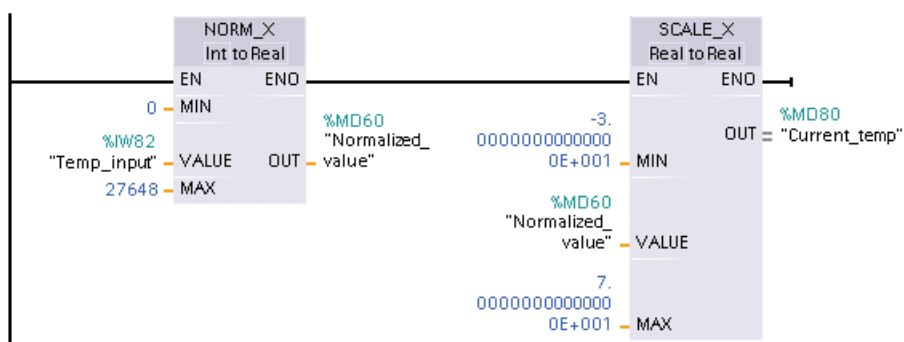 NORM_X
Int to Real
EN ENO
0 MIN
%IW82
"Temp_input" VALUE
27648 MAX
OUT
%MD60
"Normalized_
value"
SCALE_X
Real to Real
EN ENO
-3.
0000000000000
0E+001 MIN
%MD60
"Normalized_
value" VALUE
7.
0000000000000
0E+001 MAX
OUT
%MD80
"Current_temp"